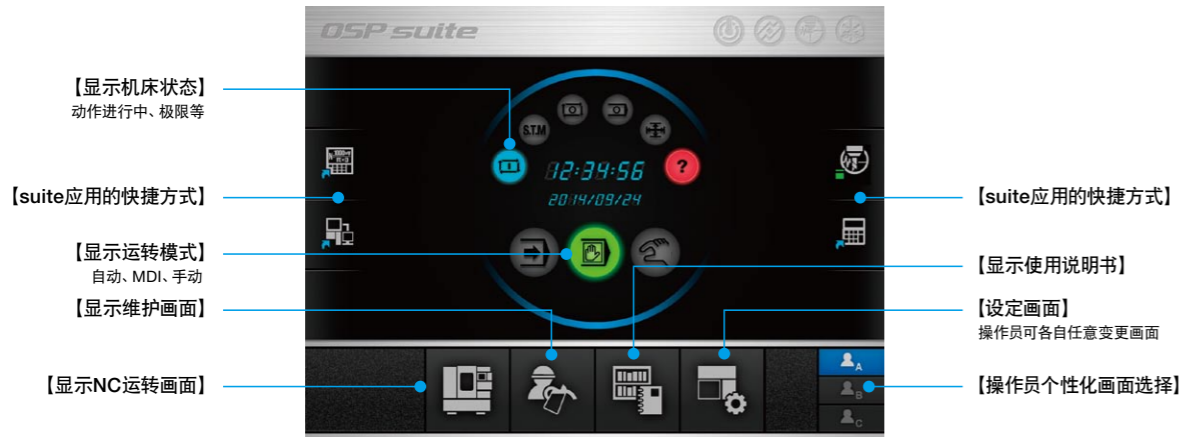 OSP suite
【显示机床状态】
动作进行中、极限等
S.T.M
?
12:34:56
2014/09/24
【suite应用的快捷方式】
【suite应用的快捷方式】
【显示运转模式】
自动、MDI、手动
【显示使用说明书】
【显示维护画面】
【设定画面】
操作员可各自任意变更画面
A
【显示NC运转画面】
B
【操作员个性化画面选择】
C